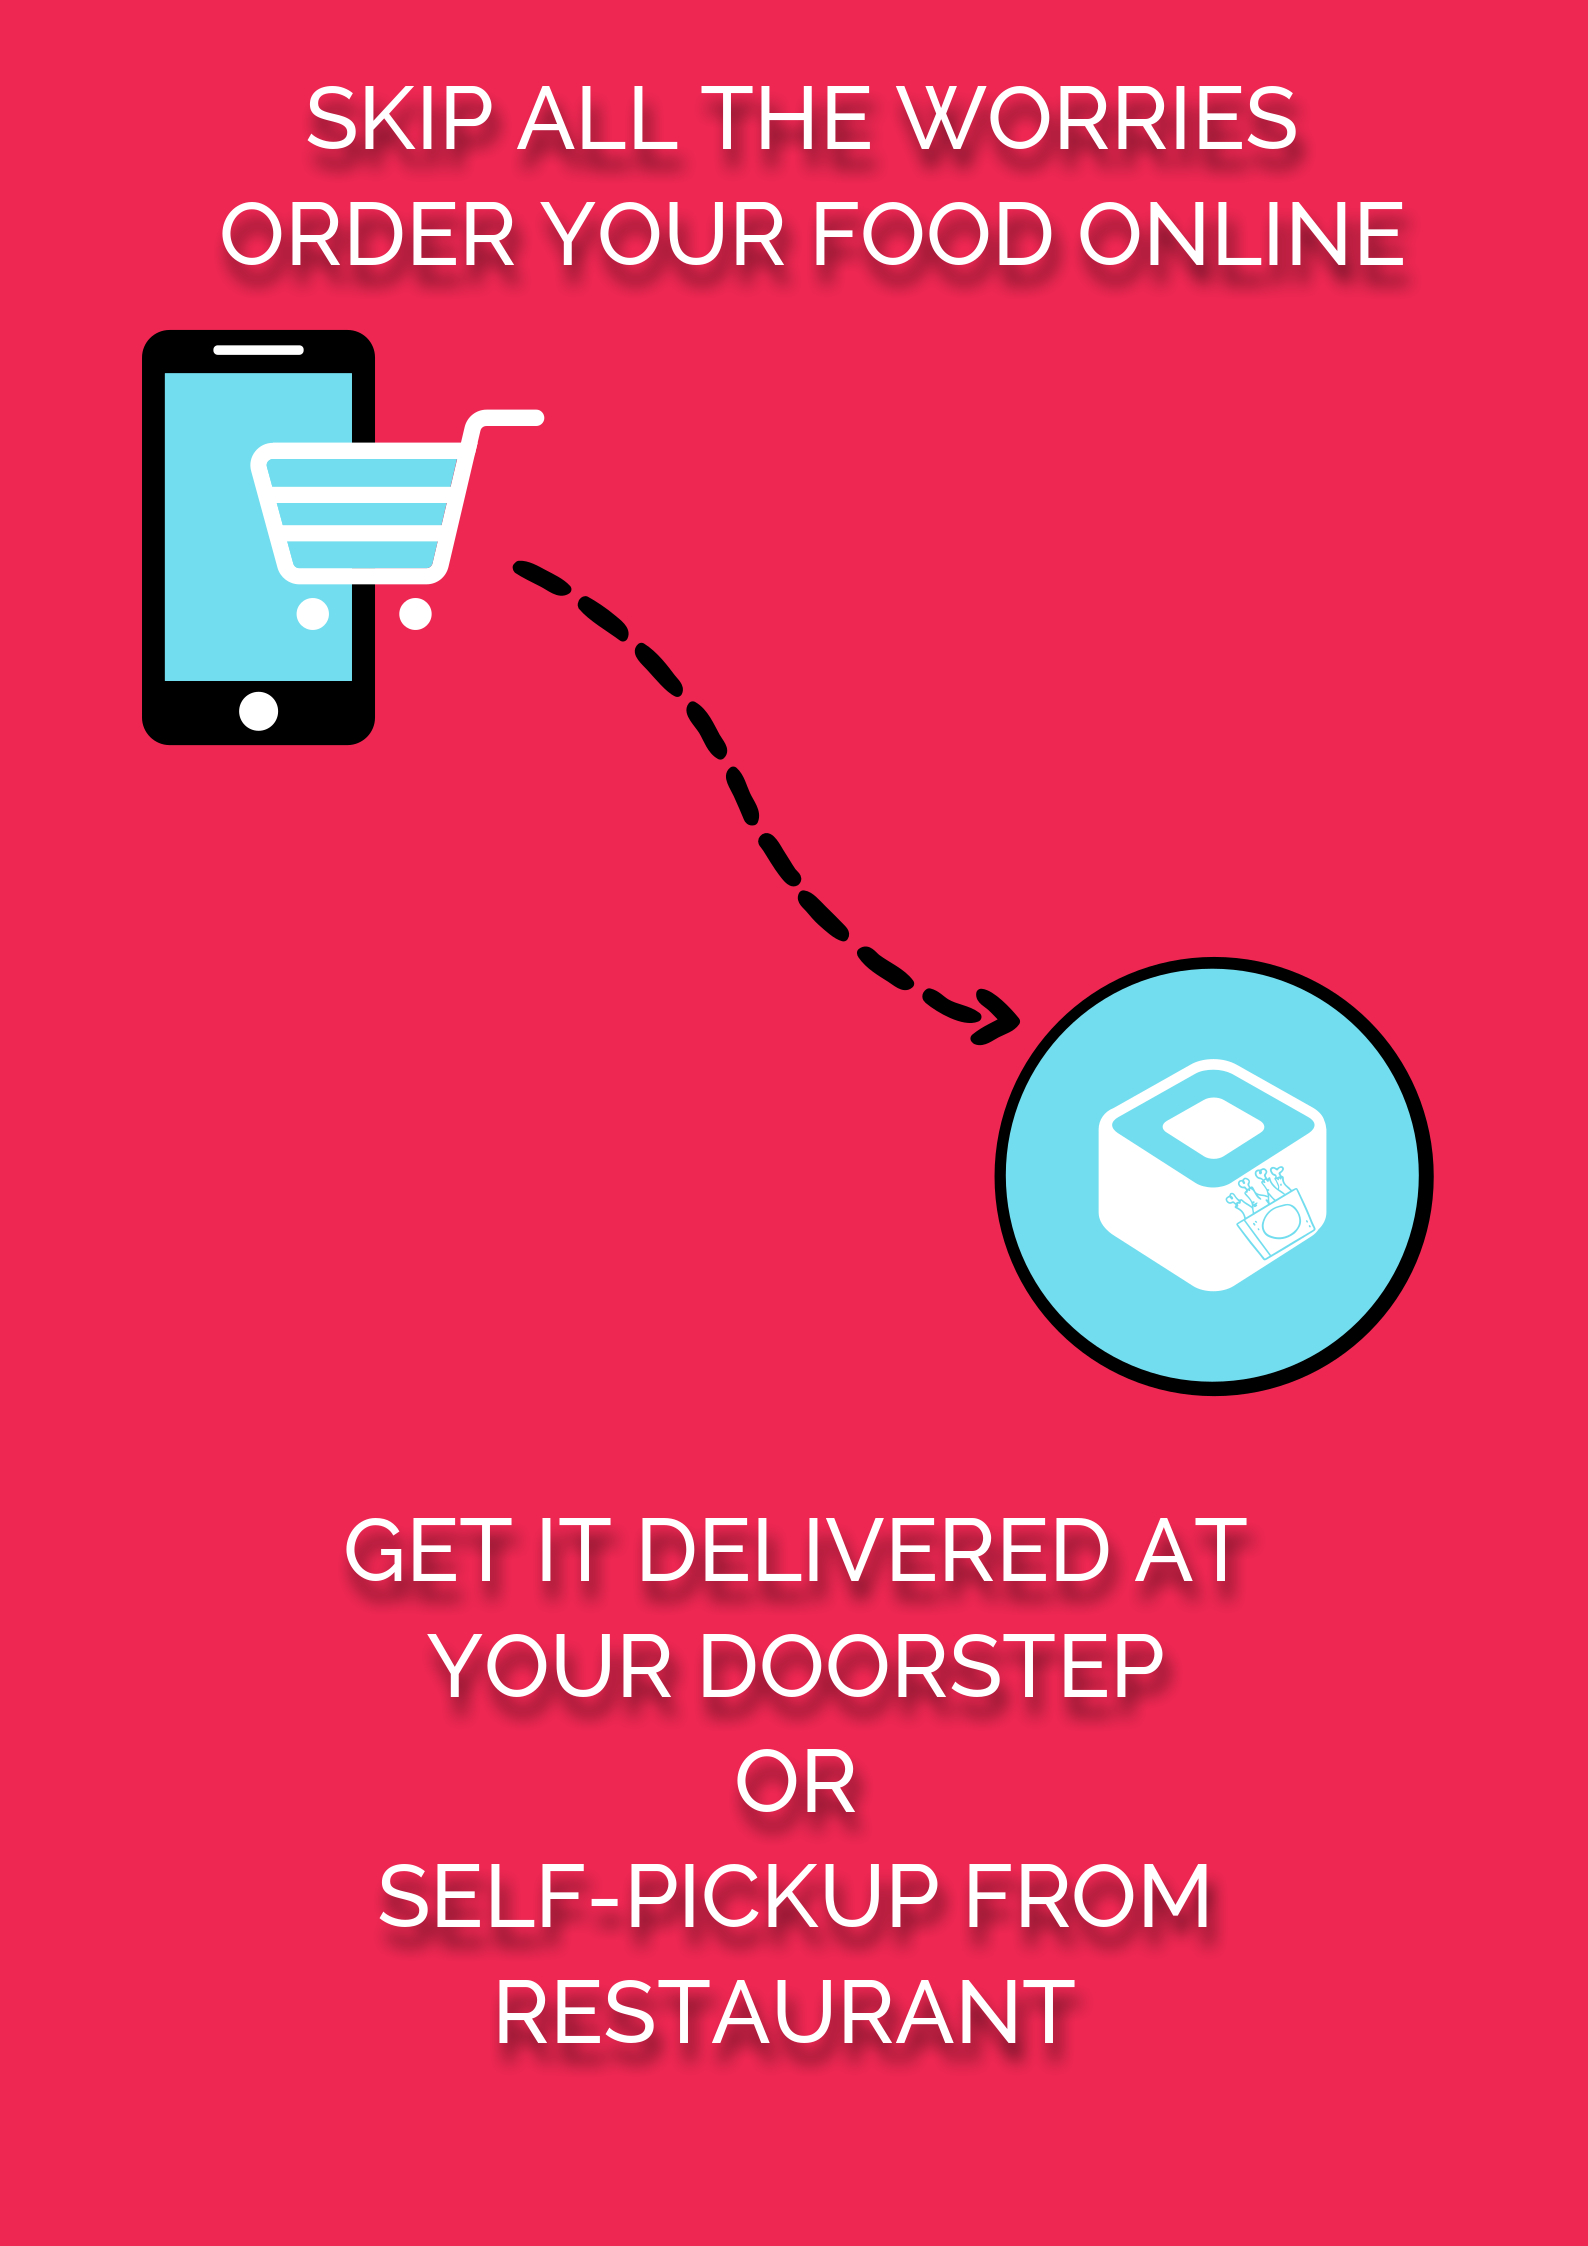 SKIP ALL THE WORRIES
ORDER YOUR FOOD ONLINE
GET IT DELIVERED AT
YOUR DOORSTEP
OR
SELF-PICKUP FROM
RESTAURANT